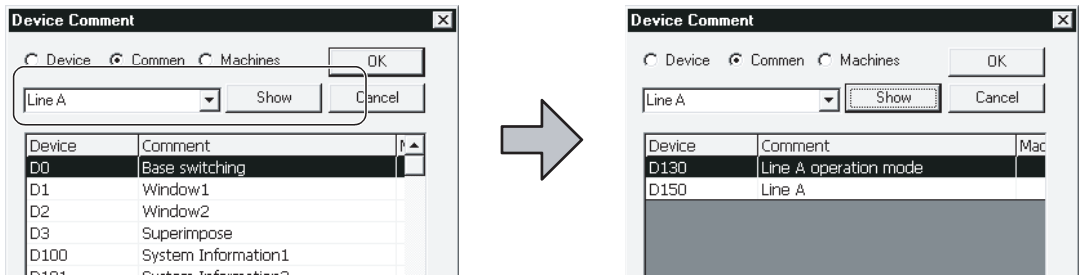 Device Comment
Device Commen Machines OK
Line A Show Cancel
Device Comment
D0 Base switching
D1 Window1
D2 Window2
D3 Superimpose
D100 System Information1
Device Comment
Device Commen Machines OK
Line A Show Cancel
Device Comment Mac
D130 Line A operation mode
D150 Line A